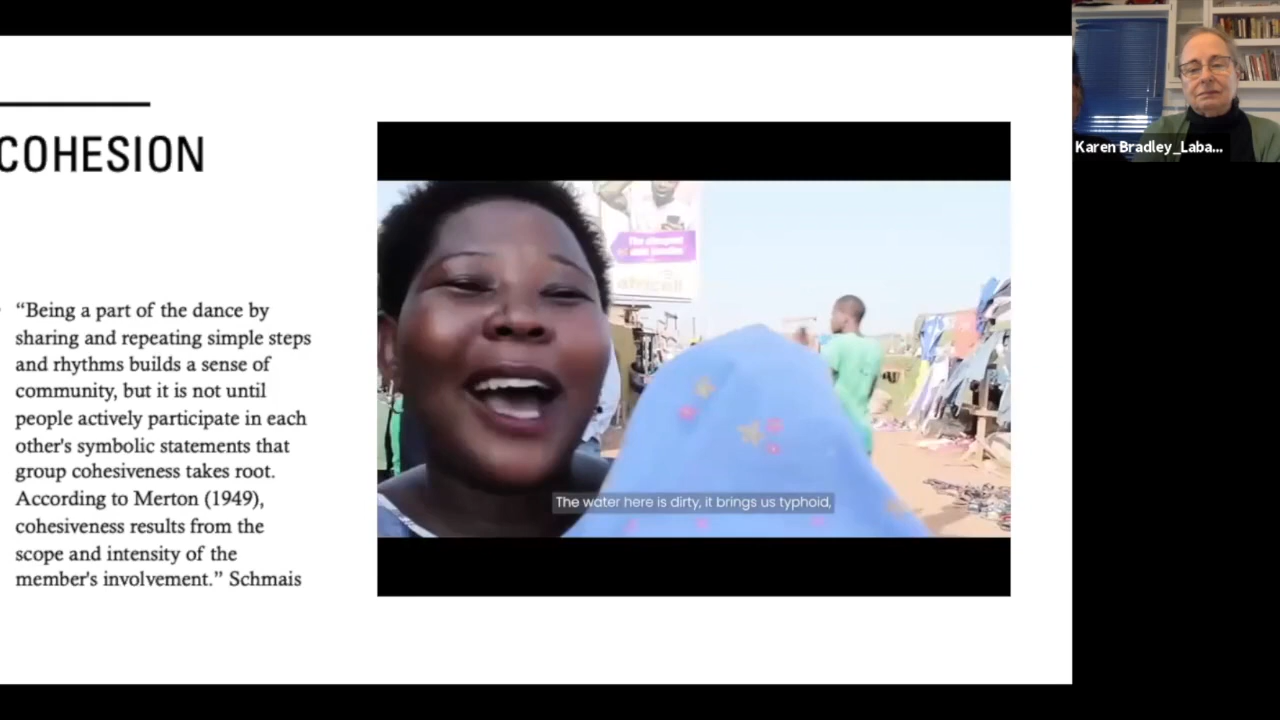 COHESION
“Being a part of the dance by
sharing and repeating simple steps
and rhythms builds a sense of
community, but it is not until
people actively participate in each
other's symbolic statements that
group cohesiveness takes root.
According to Merton (1949),
cohesiveness results from the
scope and intensity of the
member's involvement.” Schmais
The cheapest
africell
The water here is dirty, it brings us typhoid,
Karen Bradley_Laba...